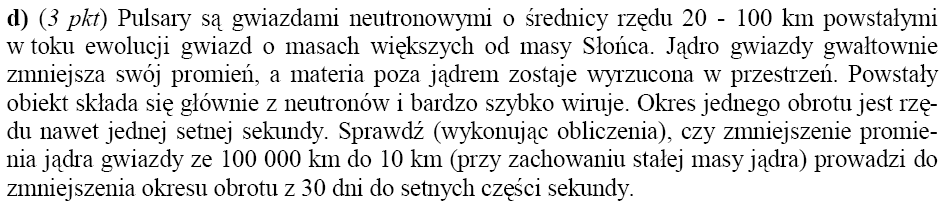 d) (3 pkt) Pulsary są gwiazdami neutronowymi o średnicy rzędu 20 - 100 km powstałymi
w toku ewolucji gwiazd o masach większych od masy Słońca. Jądro gwiazdy gwałtownie
zmniejsza swój promień, a materia poza jądrem zostaje wyrzucona w przestrzeń. Powstały
obiekt składa się głównie z neutronów i bardzo szybko wiruje. Okres jednego obrotu jest rzę-
du nawet jednej setnej sekundy. Sprawdź (wykonując obliczenia), czy zmniejszenie promie-
nia jądra gwiazdy ze 100 000 km do 10 km (przy zachowaniu stałej masy jądra) prowadzi do
zmniejszenia okresu obrotu z 30 dni do setnych części sekundy.